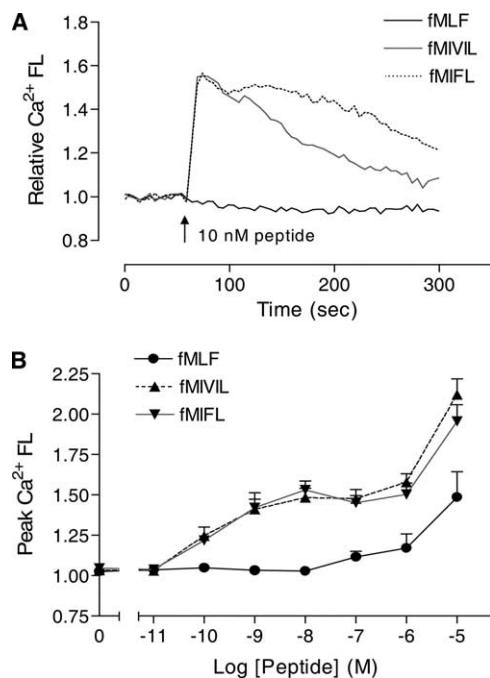 A
fMLF
fMIVIL
fMIFL
Relative Ca²⁺ FL
1.8
1.6
1.4
1.2
1.0
0.8
10 nM peptide
0 100 200 300
Time (sec)
B
fMLF
fMIVIL
fMIFL
Peak Ca²⁺ FL
2.25
2.00
1.75
1.50
1.25
1.00
0.75
0 -11 -10 -9 -8 -7 -6 -5
Log [Peptide] (M)